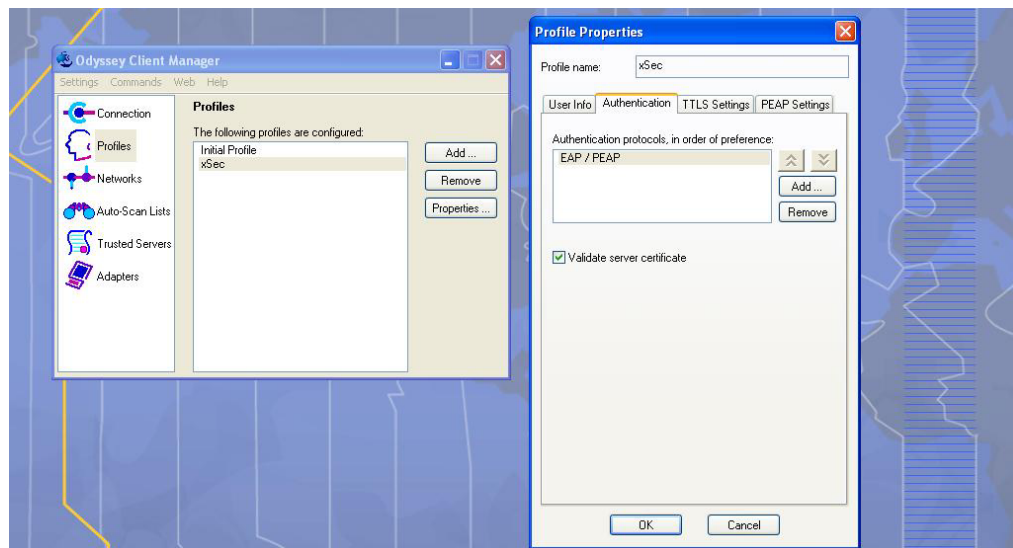 Odyssey Client Manager
Settings Commands Web Help
Connection
Profiles
Networks
Auto-Scan Lists
Trusted Servers
Adapters
Profiles
The following profiles are configured:
Initial Profile
xSec
Add ...
Remove
Properties ...
Profile Properties
Profile name: xSec
User Info Authentication TTLS Settings PEAP Settings
Authentication protocols, in order of preference:
EAP / PEAP
Add ...
Remove
Validate server certificate
OK Cancel